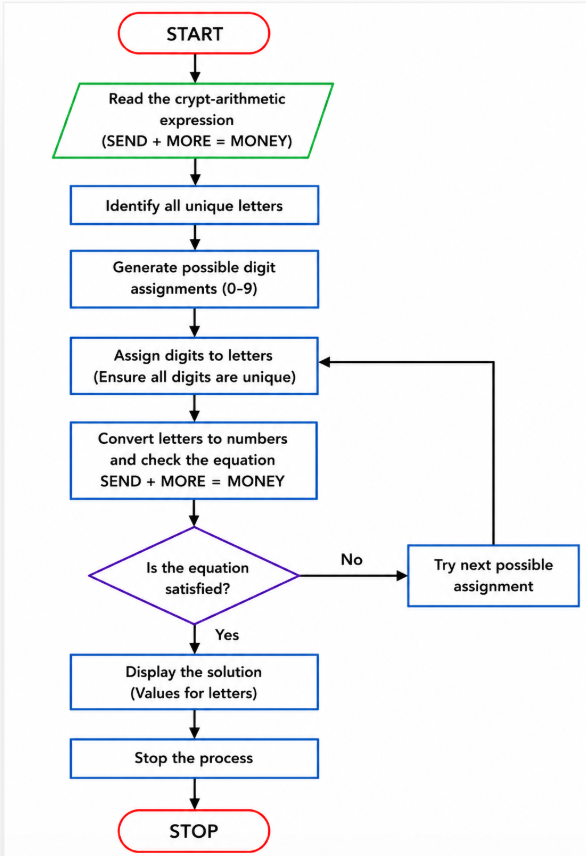 START
Read the crypt-arithmetic
expression
(SEND + MORE = MONEY)
Identify all unique letters
Generate possible digit
assignments (0–9)
Assign digits to letters
(Ensure all digits are unique)
Convert letters to numbers
and check the equation
SEND + MORE = MONEY
Is the equation
satisfied?
No
Try next possible
assignment
Yes
Display the solution
(Values for letters)
Stop the process
STOP